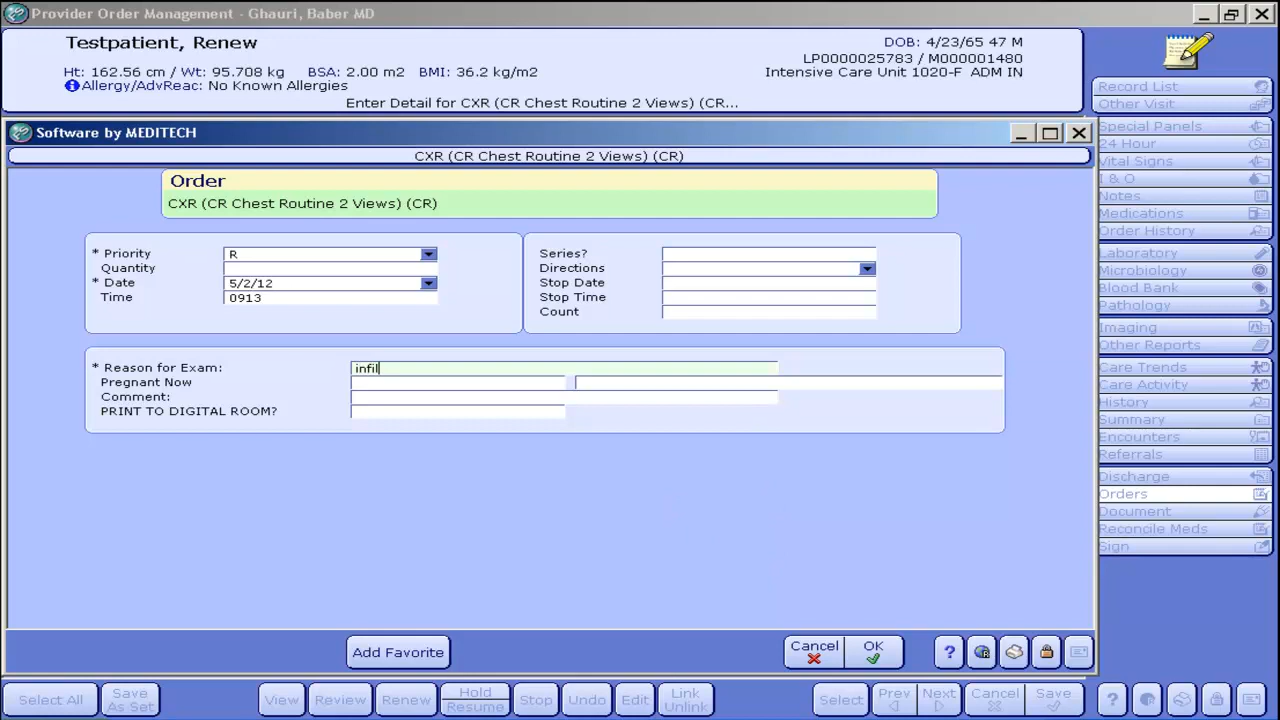 Provider Order Management - Ghauri, Baber MD
Testpatient, Renew
DOB: 4/23/65 47 M
LP0000025783 / M000001480
Ht: 162.56 cm / Wt: 95.708 kg BSA: 2.00 m2 BMI: 36.2 kg/m2
Intensive Care Unit 1020-F ADM IN
Allergy/AdvReac: No Known Allergies
Enter Detail for CXR (CR Chest Routine 2 Views) (CR...
Record List
Other Visit
Special Panels
24 Hour
Vital Signs
I & O
Notes
Medications
Order History
Laboratory
Microbiology
Blood Bank
Pathology
Imaging
Other Reports
Care Trends
Care Activity
History
Summary
Encounters
Referrals
Discharge
Orders
Document
Reconcile Meds
Sign
Software by MEDITECH
CXR (CR Chest Routine 2 Views) (CR)
Order
CXR (CR Chest Routine 2 Views) (CR)
* Priority R
Quantity
* Date 5/2/12
Time 0913
Series?
Directions
Stop Date
Stop Time
Count
* Reason for Exam: infil
Pregnant Now
Comment:
PRINT TO DIGITAL ROOM?
Add Favorite
Cancel
OK
?
Select All
Save As Set
View
Review
Renew
Hold
Resume
Stop
Undo
Edit
Link
Unlink
Select
Prev
Next
Cancel
Save
?